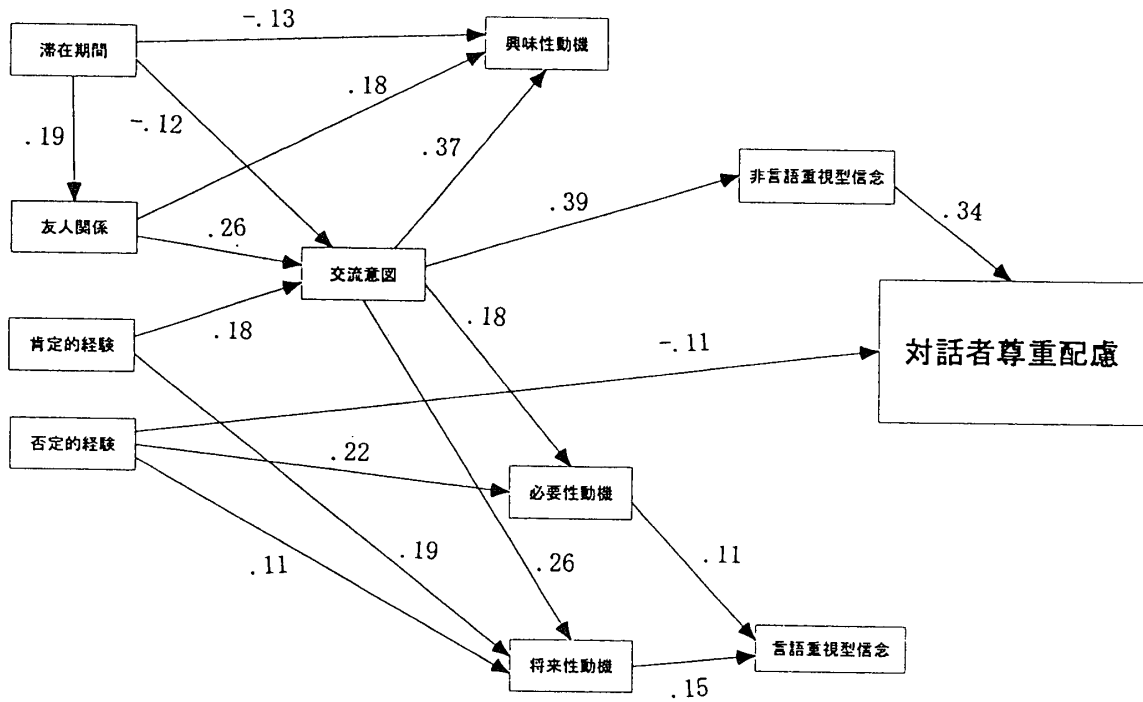 -.13
滞在期間
興味性動機
.18
-.12
.19
.37
非言語重視型信念
.39
.34
友人関係
.26
交流意図
.18
.18
肯定的経験
-.11
対話者尊重配慮
否定的経験
.22
必要性動機
.19
.11
.26
.11
将来性動機
言語重視型信念
.15